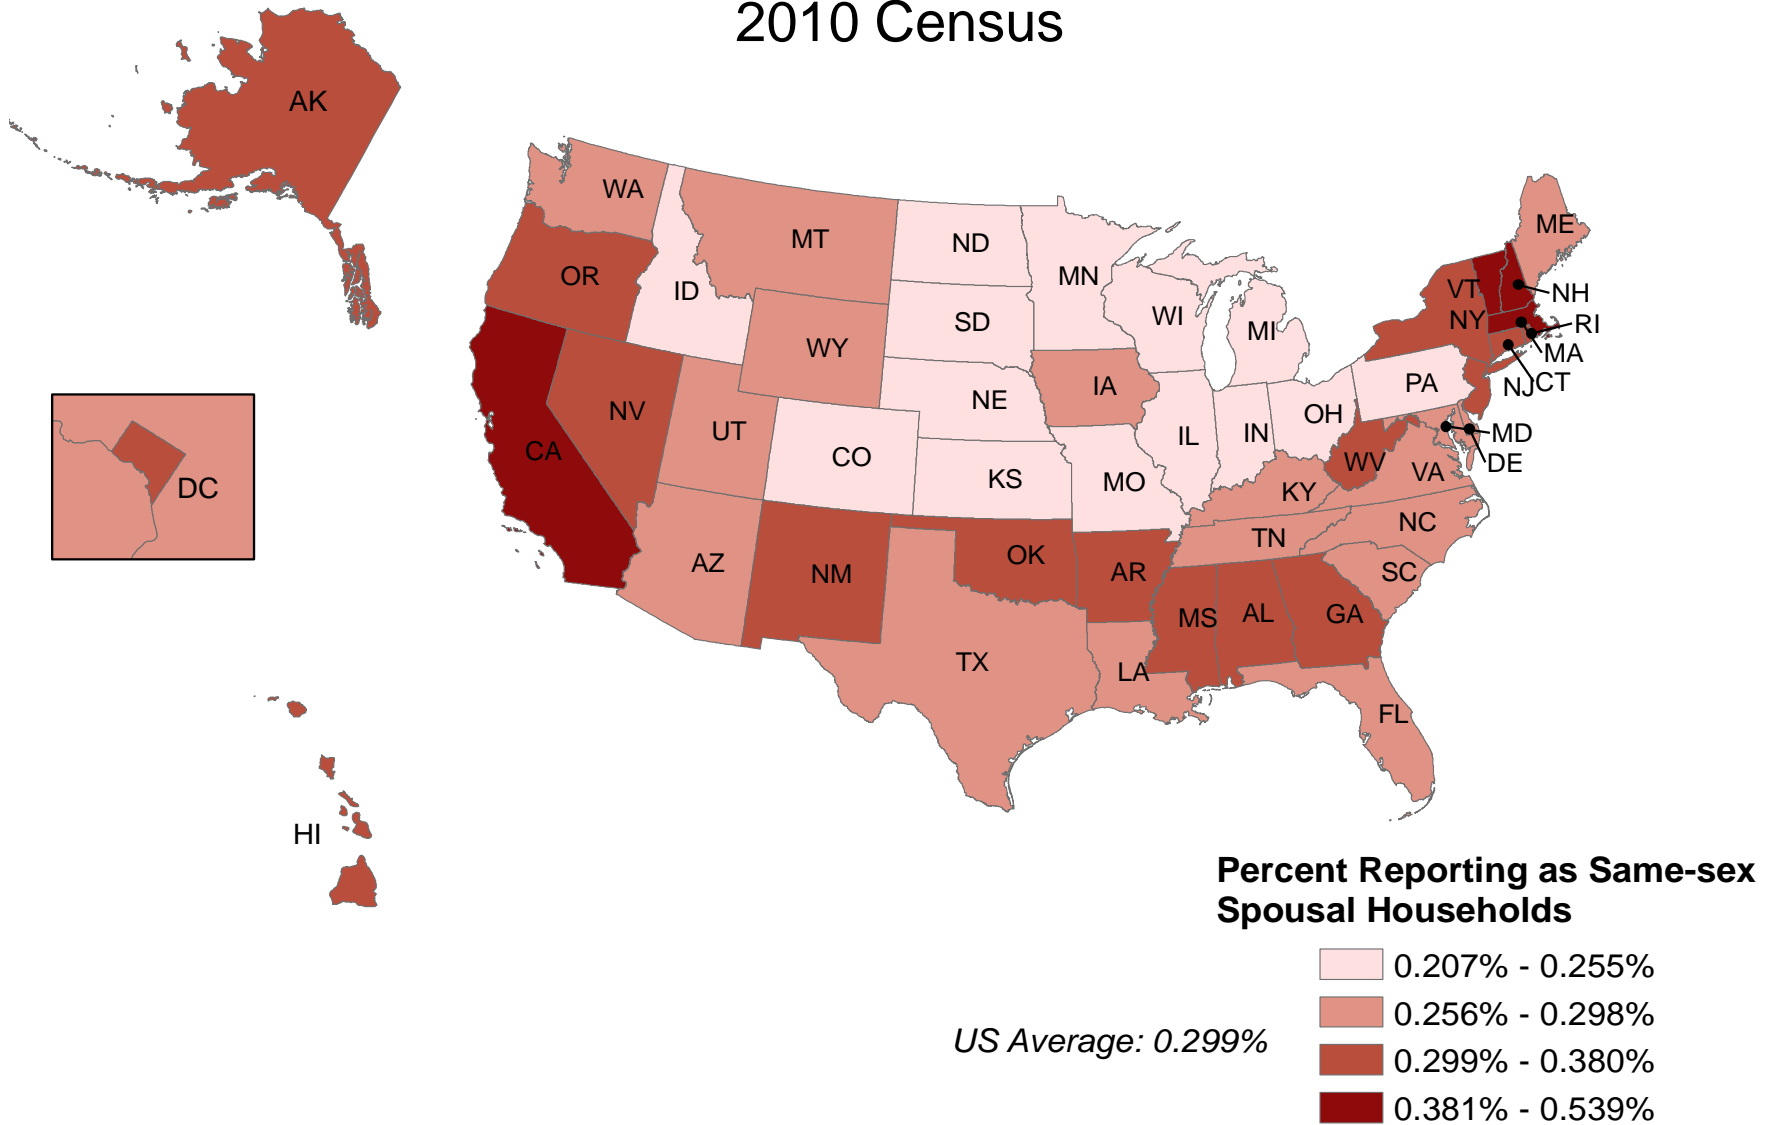 2010 Census
AK
WA
MT
ND
MN
ME
OR
ID
SD
WI
MI
VT
NH
NY
RI
WY
MA
IA
PA
NJ
CT
NV
NE
OH
UT
CO
IL
IN
MD
CA
KS
MO
WV
VA
DE
DC
KY
NC
TN
AZ
NM
OK
AR
SC
MS
AL
GA
TX
LA
FL
HI
Percent Reporting as Same-sex
Spousal Households
0.207% - 0.255%
0.256% - 0.298%
US Average: 0.299%
0.299% - 0.380%
0.381% - 0.539%